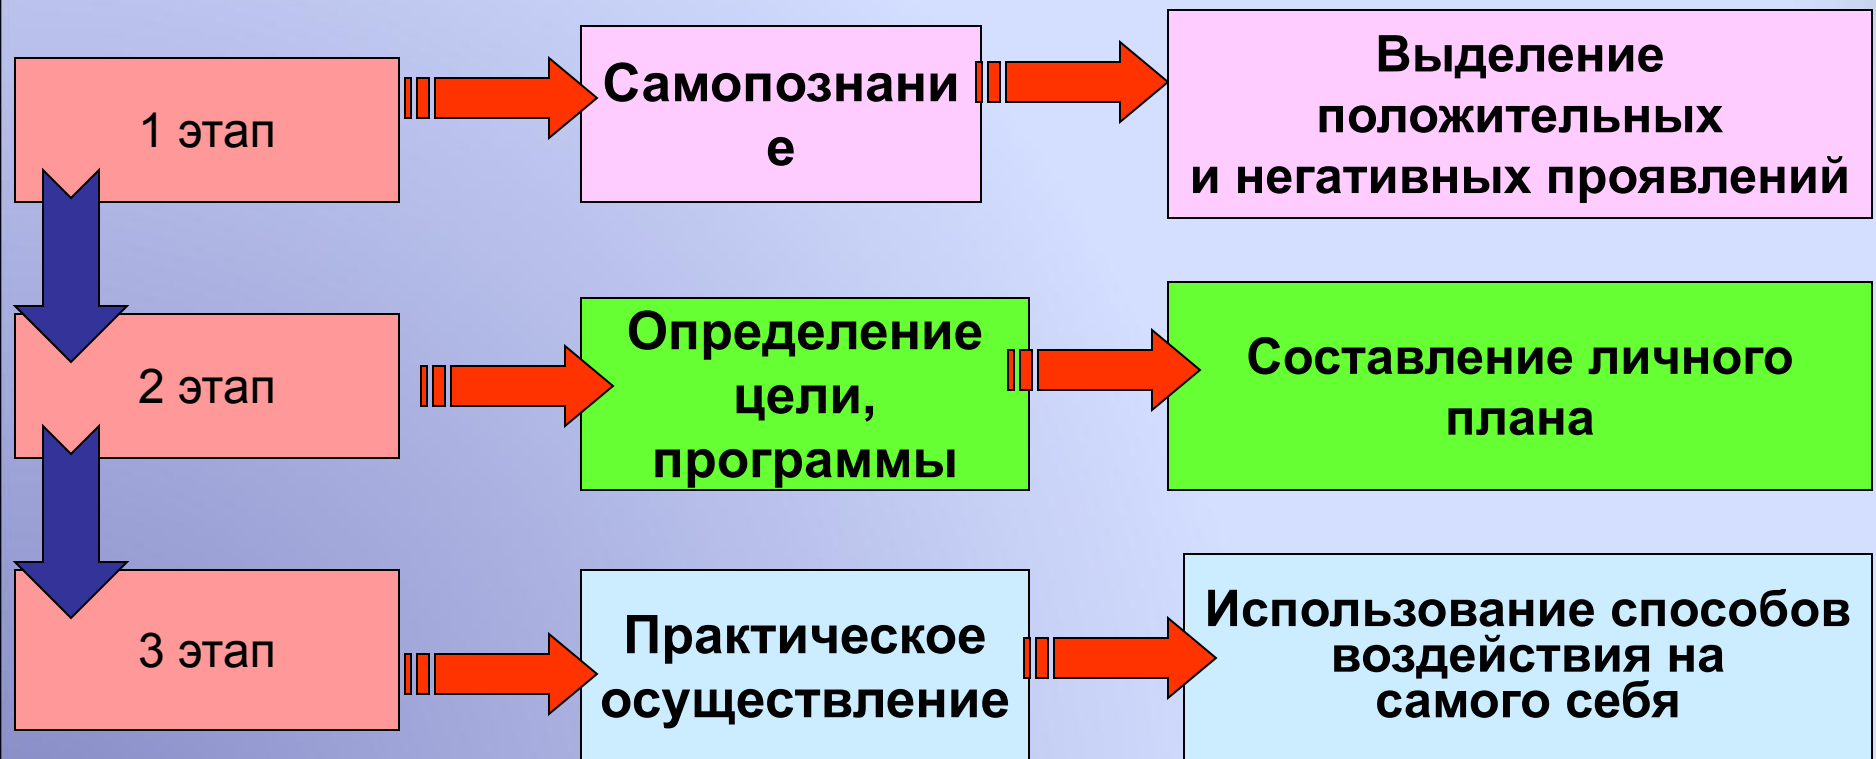 1 этап
Самопознани
е
Выделение
положительных
и негативных проявлений
2 этап
Определение
цели,
программы
Составление личного
плана
3 этап
Практическое
осуществление
Использование способов
воздействия на
самого себя